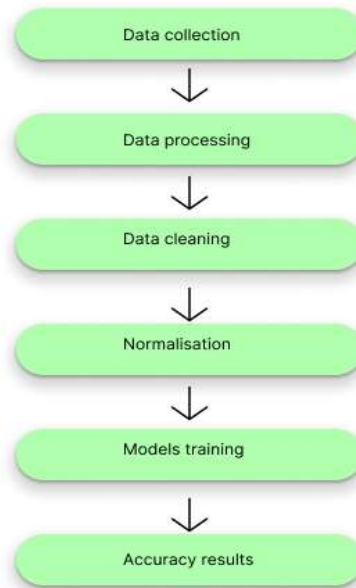 Data collection
Data processing
Data cleaning
Normalisation
Models training
Accuracy results